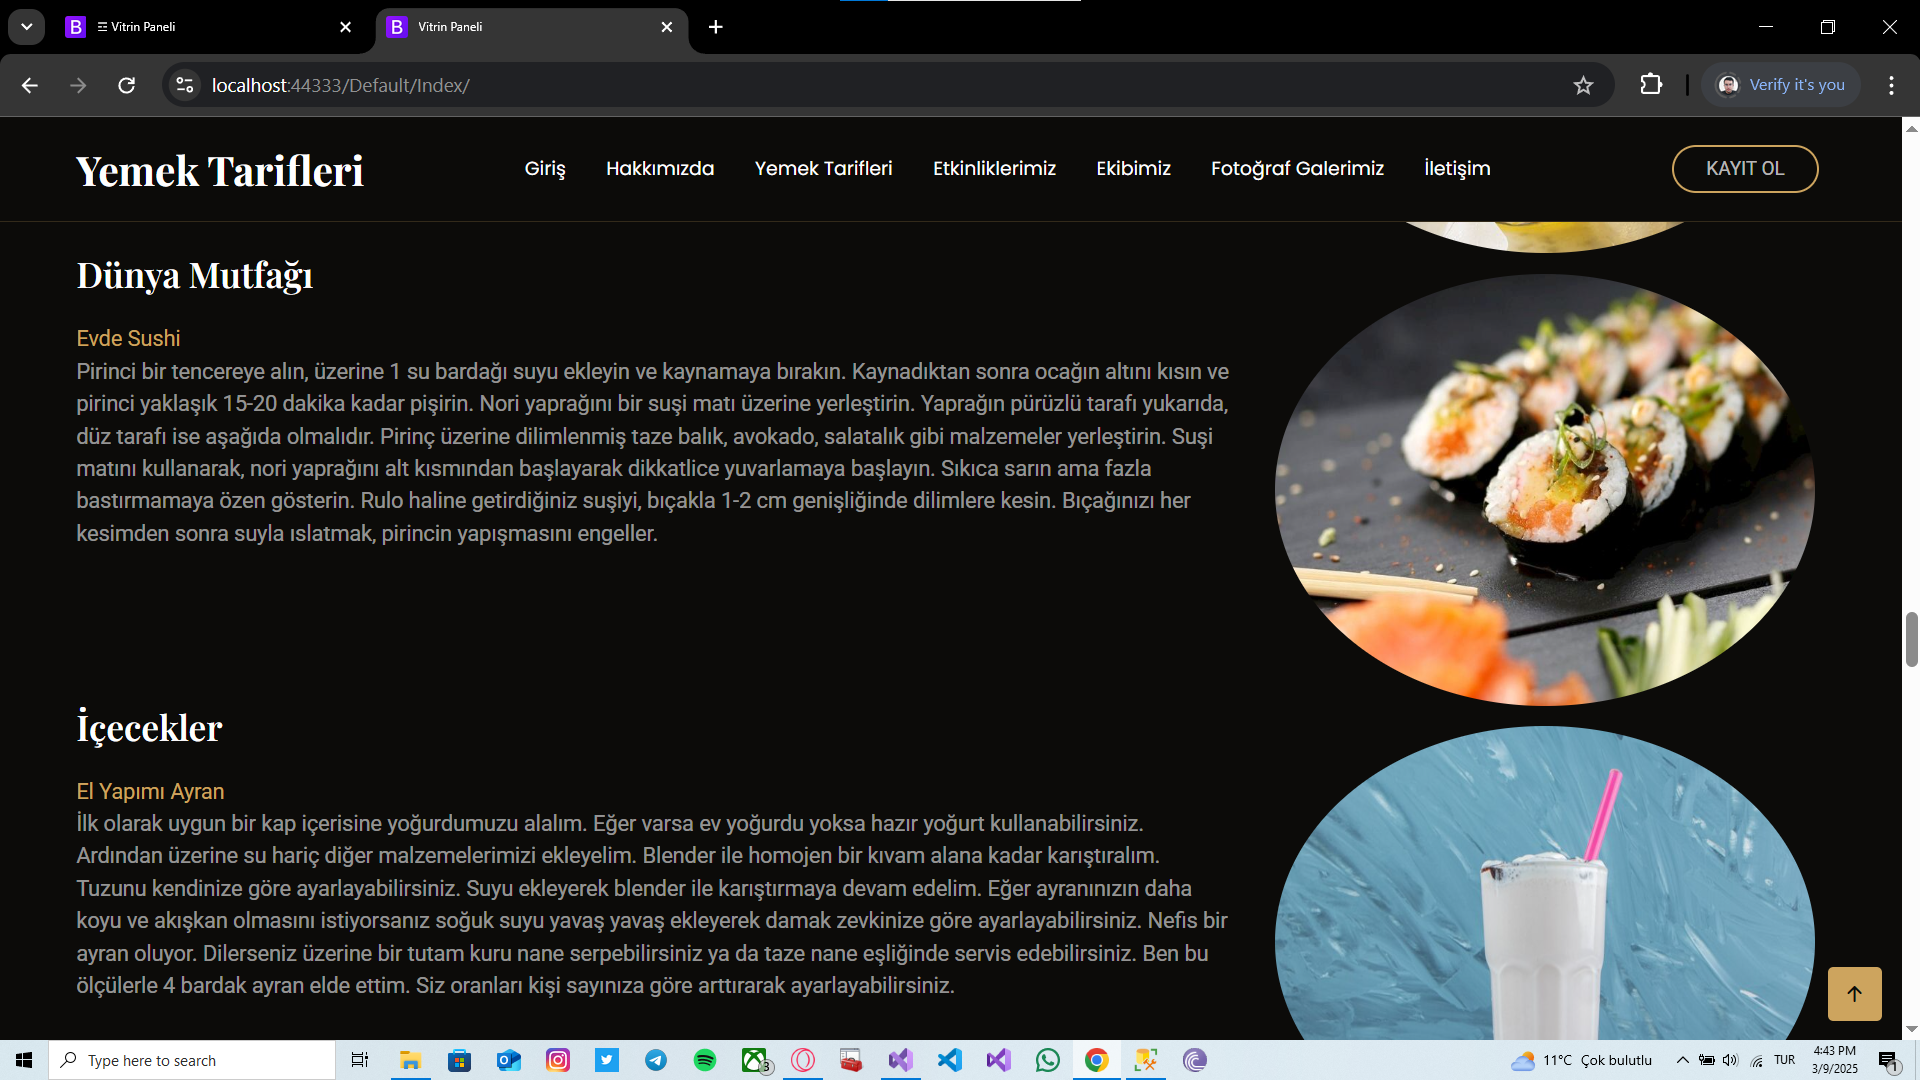 Vitrin Paneli
Vitrin Paneli
localhost:44333/Default/Index/
Verify it's you
Yemek Tarifleri
Giriş
Hakkımızda
Yemek Tarifleri
Etkinliklerimiz
Ekibimiz
Fotoğraf Galerimiz
İletişim
KAYIT OL
Dünya Mutfağı
Evde Sushi
Pirinci bir tencereye alın, üzerine 1 su bardağı suyu ekleyin ve kaynamaya bırakın. Kaynadıktan sonra ocağın altını kısın ve
pirinci yaklaşık 15-20 dakika kadar pişirin. Nori yaprağını bir suşi matı üzerine yerleştirin. Yaprağın pürüzlü tarafı yukarıda,
düz tarafı ise aşağıda olmalıdır. Pirinç üzerine dilimlenmiş taze balık, avokado, salatalık gibi malzemeler yerleştirin. Suşi
matını kullanarak, nori yaprağını alt kısmından başlayarak dikkatlice yuvarlamaya başlayın. Sıkıca sarın ama fazla
bastırmamaya özen gösterin. Rulo haline getirdiğiniz suşiyi, bıçakla 1-2 cm genişliğinde dilimlere kesin. Bıçağınızı her
kesimden sonra suyla ıslatmak, pirincin yapışmasını engeller.
İçecekler
El Yapımı Ayran
İlk olarak uygun bir kap içerisine yoğurdumuzu alalım. Eğer varsa ev yoğurdu yoksa hazır yoğurt kullanabilirsiniz.
Ardından üzerine su hariç diğer malzemelerimizi ekleyelim. Blender ile homojen bir kıvam alana kadar karıştıralım.
Tuzunu kendinize göre ayarlayabilirsiniz. Suyu ekleyerek blender ile karıştırmaya devam edelim. Eğer ayranınızın daha
koyu ve akışkan olmasını istiyorsanız soğuk suyu yavaş yavaş ekleyerek damak zevkinize göre ayarlayabilirsiniz. Nefis bir
ayran oluyor. Dilerseniz üzerine bir tutam kuru nane serpebilirsiniz ya da taze nane eşliğinde servis edebilirsiniz. Ben bu
ölçülerle 4 bardak ayran elde ettim. Siz oranları kişi sayınıza göre arttırarak ayarlayabilirsiniz.
Type here to search
3
11°C Çok bulutlu
TUR
4:43 PM
3/9/2025
1